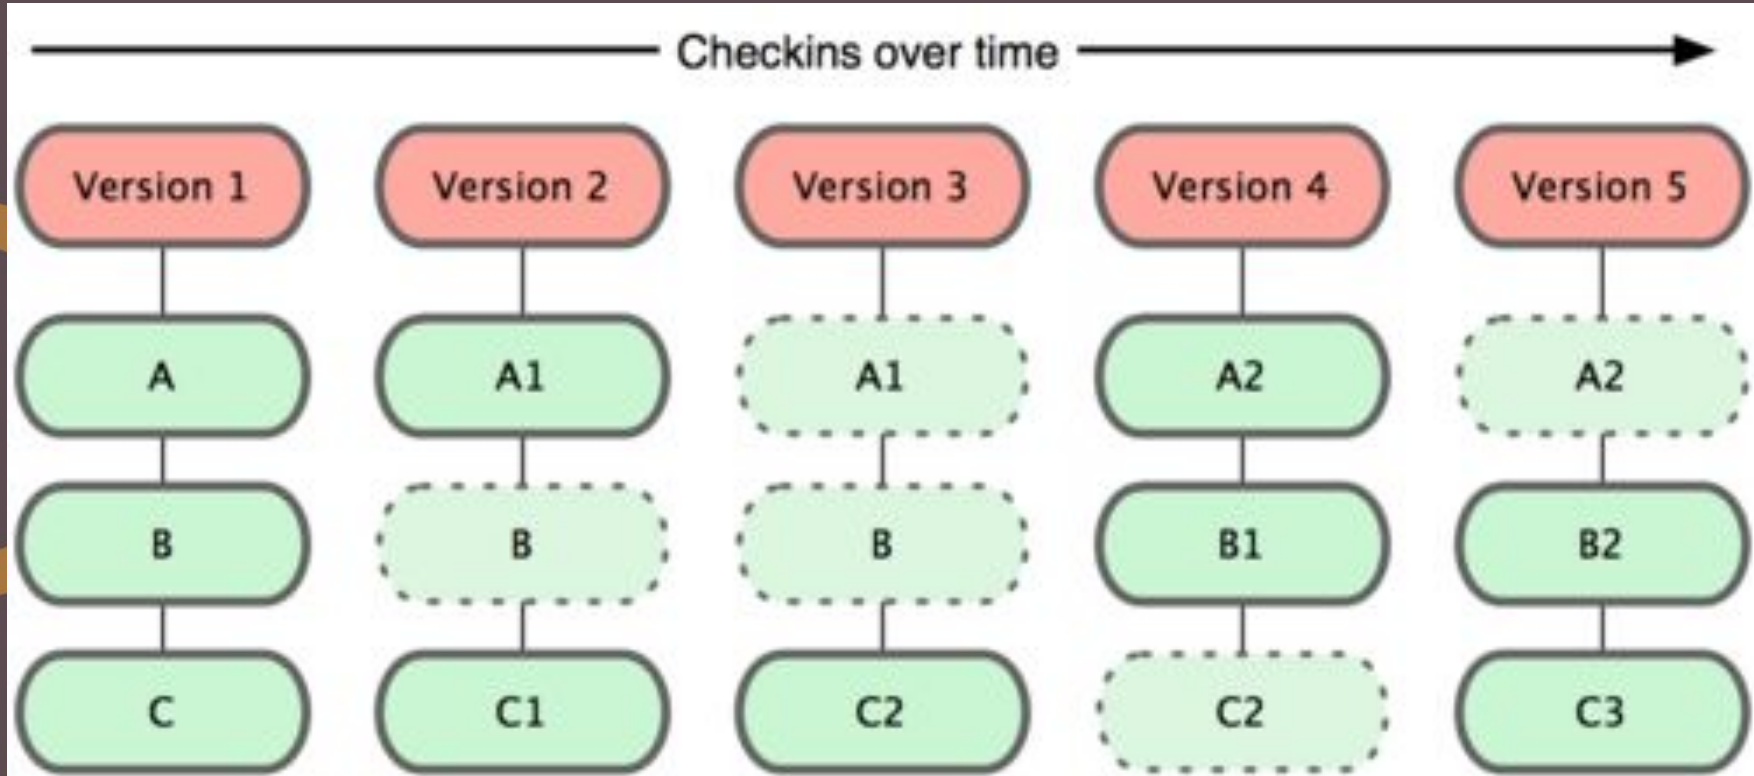 Checkins over time
Version 1 Version 2 Version 3 Version 4 Version 5
A A1 A1 A2 A2
B B B B1 B2
C C1 C2 C2 C3